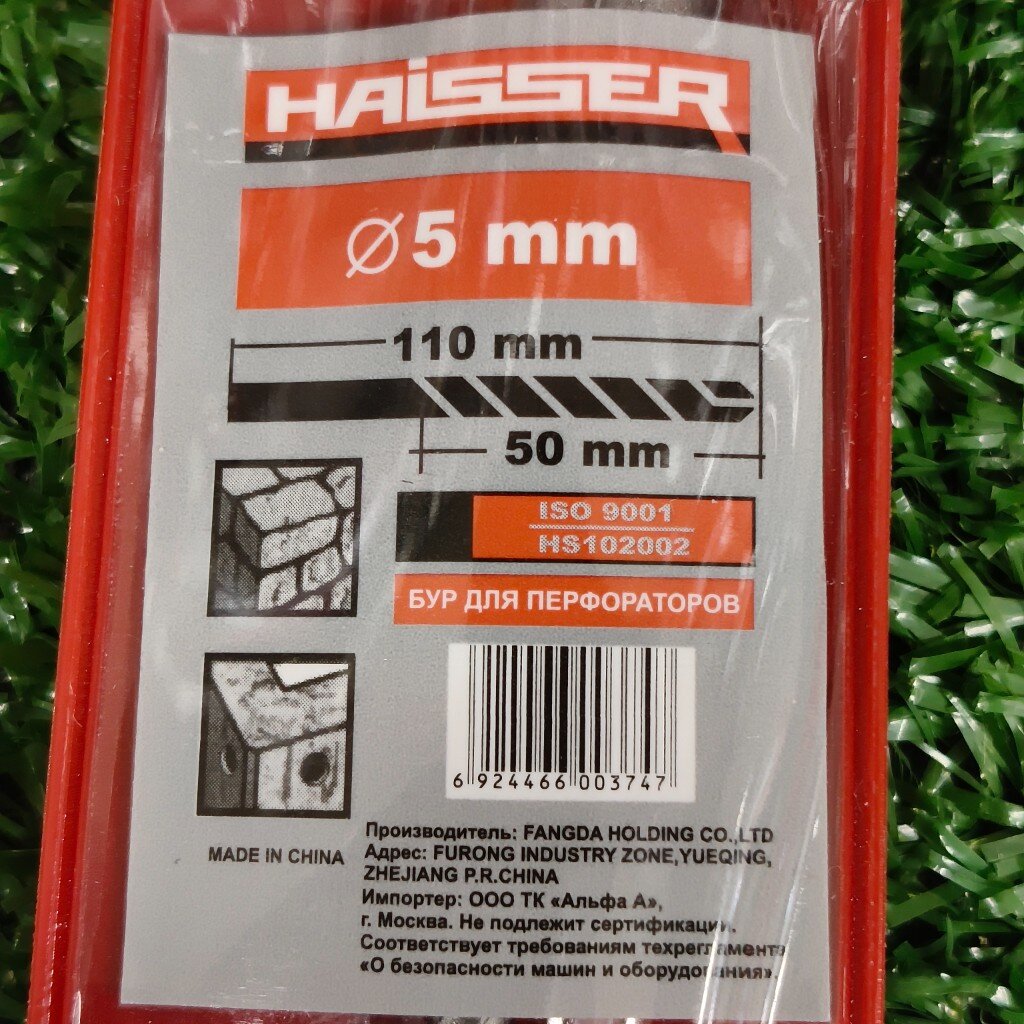 HAiSSER
Ø 5 mm
110 mm
50 mm
ISO 9001
HS102002
БУР ДЛЯ ПЕРФОРАТОРОВ
6 924466 003747
MADE IN CHINA
Производитель: FANGDA HOLDING CO.,LTD
Адрес: FURONG INDUSTRY ZONE,YUEQING,
ZHEJIANG P.R.CHINA
Импортер: ООО ТК «Альфа А»,
г. Москва. Не подлежит сертификации.
Соответствует требованиям техрегламента
«О безопасности машин и оборудования».